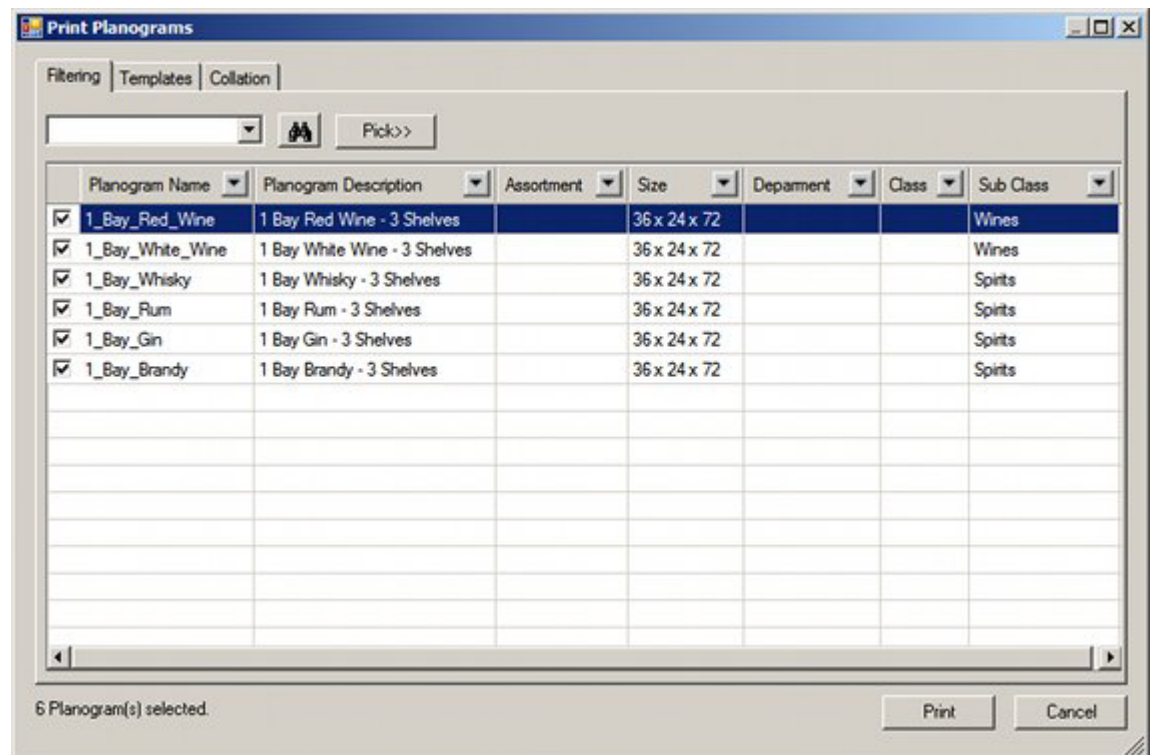 Print Planograms
Filtering Templates Collation
Pick>>
Planogram Name Planogram Description Assortment Size Deparment Class Sub Class
1_Bay_Red_Wine 1 Bay Red Wine - 3 Shelves 36 x 24 x 72 Wines
1_Bay_White_Wine 1 Bay White Wine - 3 Shelves 36 x 24 x 72 Wines
1_Bay_Whisky 1 Bay Whisky - 3 Shelves 36 x 24 x 72 Spirits
1_Bay_Rum 1 Bay Rum - 3 Shelves 36 x 24 x 72 Spirits
1_Bay_Gin 1 Bay Gin - 3 Shelves 36 x 24 x 72 Spirits
1_Bay_Brandy 1 Bay Brandy - 3 Shelves 36 x 24 x 72 Spirits
6 Planogram(s) selected. Print Cancel